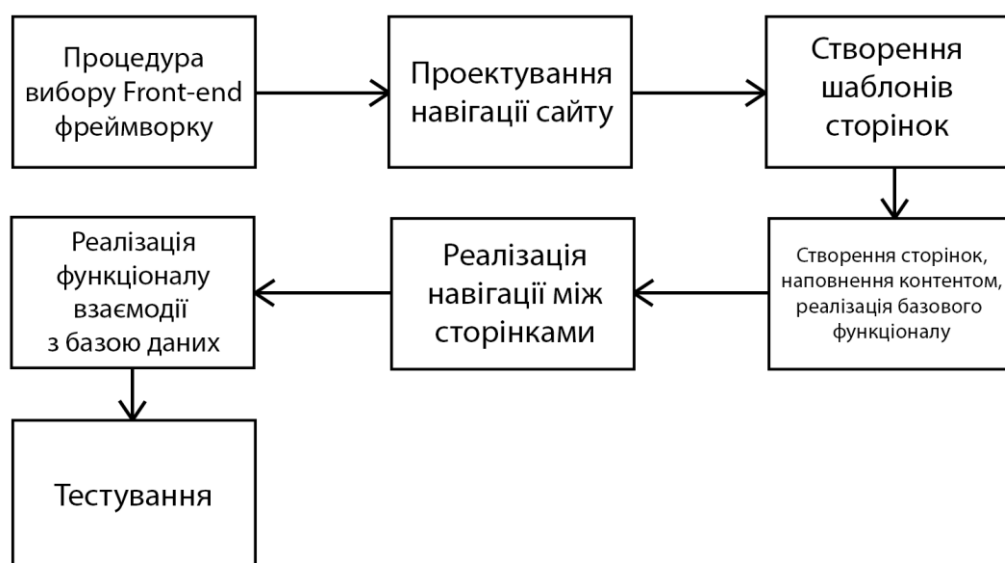 Процедура
вибору Front-end
фреймворку
Проектування
навігації сайту
Створення
шаблонів
сторінок
Створення сторінок,
наповнення контентом,
реалізація базового
функціоналу
Реалізація
навігації між
сторінками
Реалізація
функціоналу
взаємодії
з базою даних
Тестування